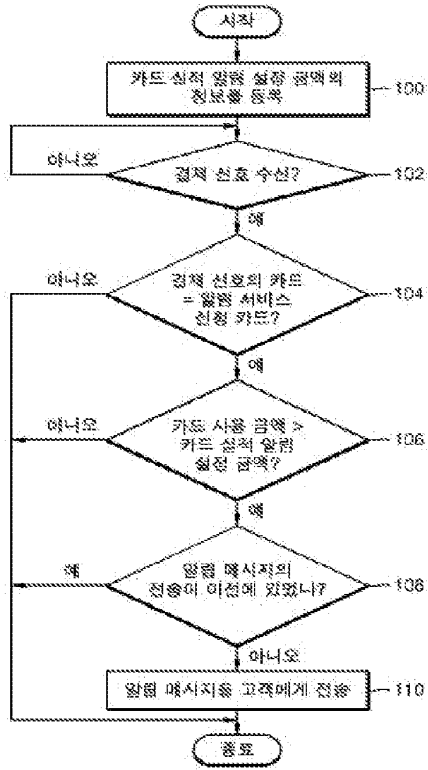 시작
카드 실적 알림 설정 금액의
정보를 등록
100
아니오
결제 신호 수신?
102
예
아니오
결제 신호의 카드
= 알림 서비스
신청 카드?
104
예
아니오
카드 사용 금액 >
카드 실적 알림
설정 금액?
106
예
예
알림 메시지의
전송이 이전에 있었나?
108
아니오
알림 메시지를 고객에게 전송
110
종료